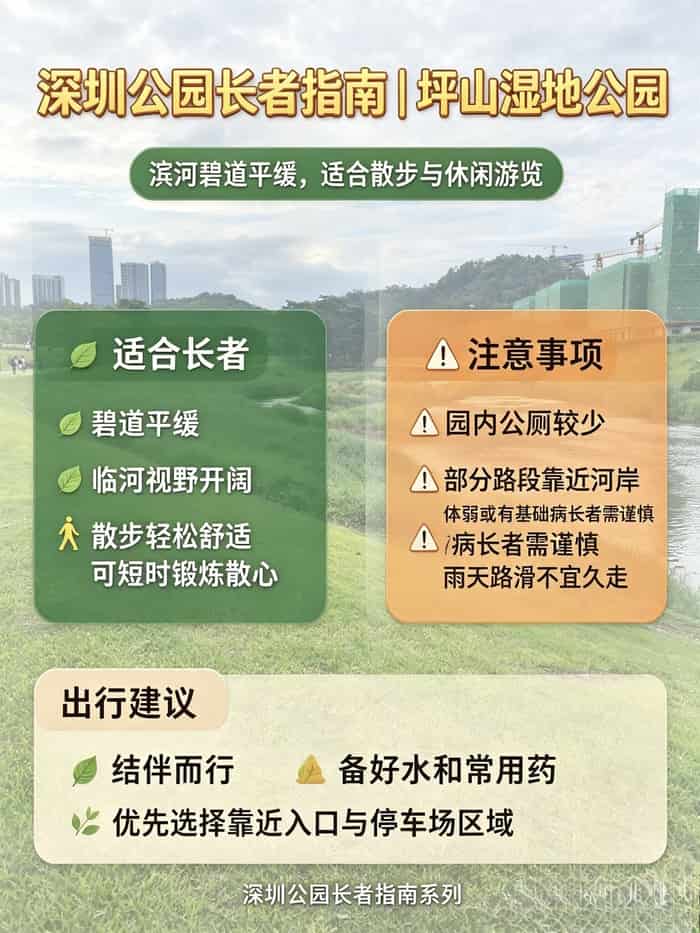 深圳公园长者指南 | 坪山湿地公园
滨河碧道平缓，适合散步与休闲游览
适合长者
碧道平缓
临河视野开阔
散步轻松舒适
可短时锻炼散心
注意事项
园内公厕较少
部分路段靠近河岸
体弱或有基础病长者需谨慎
病长者需谨慎
雨天路滑不宜久走
出行建议
结伴而行
备好水和常用药
优先选择靠近入口与停车场区域
深圳公园长者指南系列